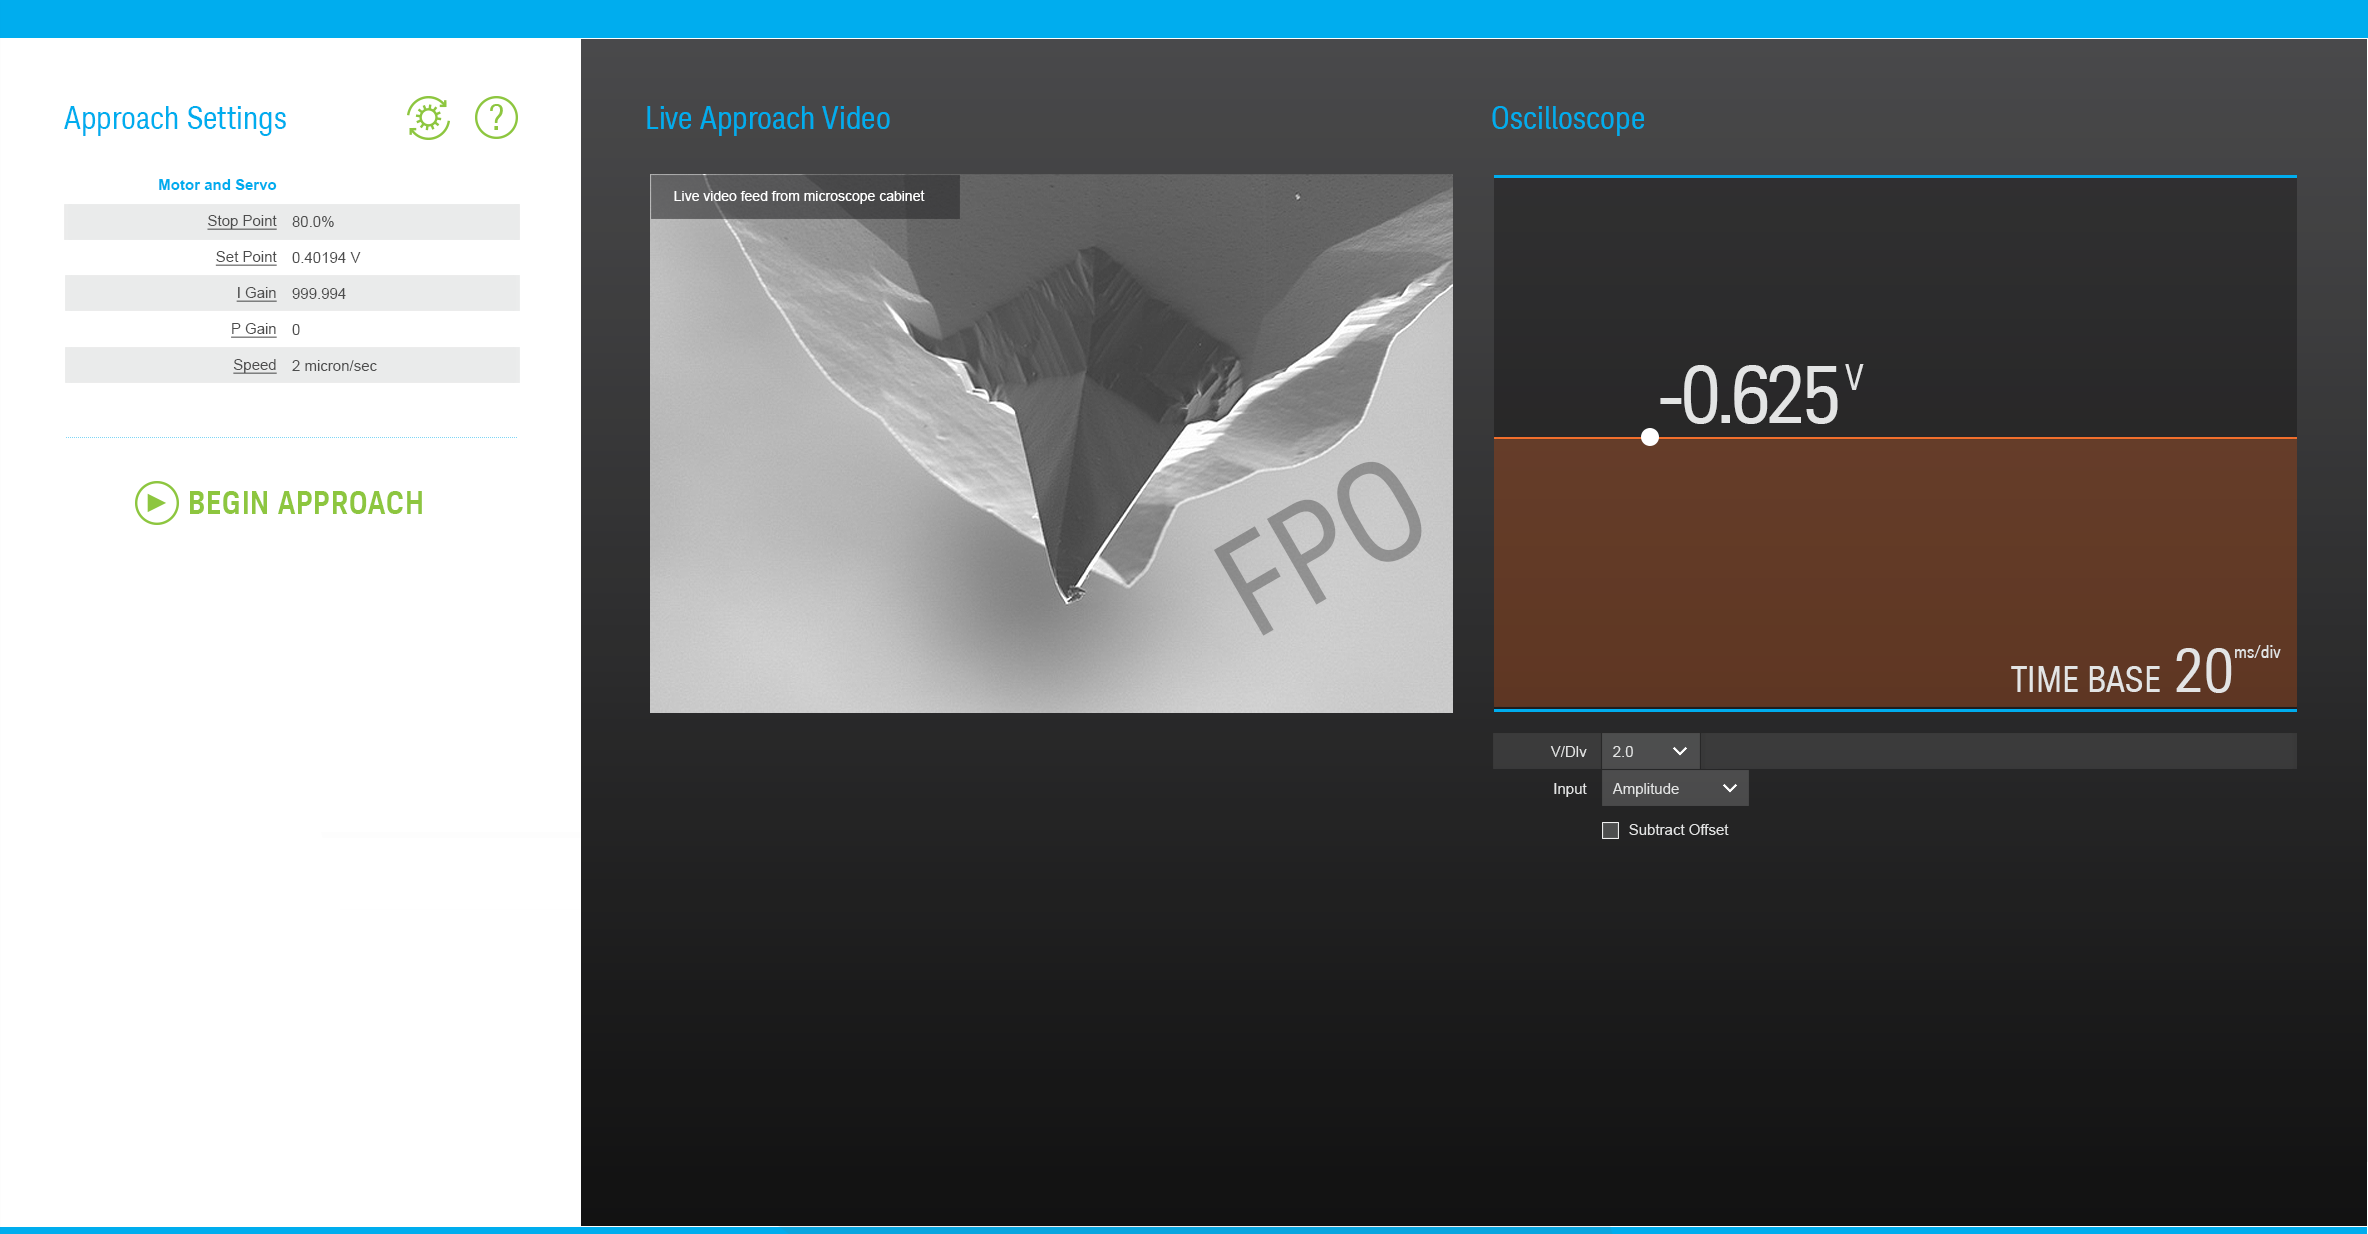 Approach Settings
?
Motor and Servo
Stop Point 80.0%
Set Point 0.40194 V
I Gain 999.994
P Gain 0
Speed 2 micron/sec
BEGIN APPROACH
Live Approach Video
Live video feed from microscope cabinet
FPO
Oscilloscope
-0.625 V
TIME BASE 20 ms/div
V/DIv 2.0
Input Amplitude
Subtract Offset